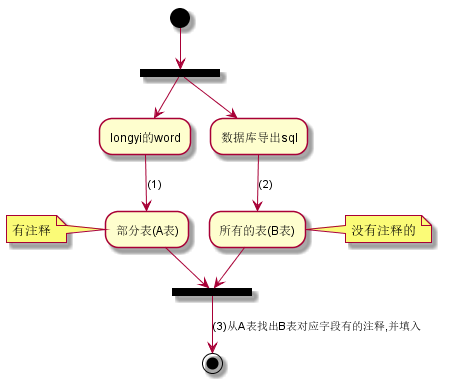 longyi的word
数据库导出sql
(1)
(2)
有注释
部分表(A表)
所有的表(B表)
没有注释的
(3)从A表找出B表对应字段有的注释,并填入